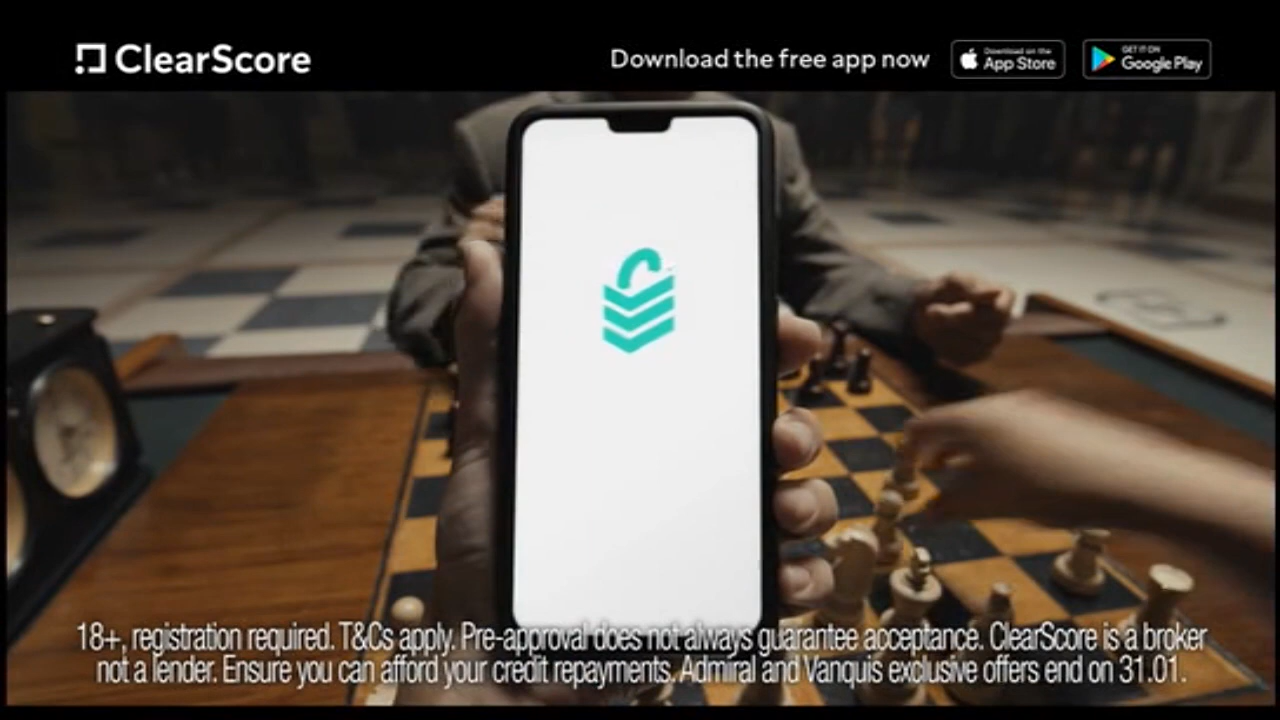 ClearScore
Download the free app now
Download on the
App Store
GET IT ON
Google Play
18+, registration required. T&Cs apply. Pre-approval does not always guarantee acceptance. ClearScore is a broker
not a lender. Ensure you can afford your credit repayments. Admiral and Vanquis exclusive offers end on 31.01.